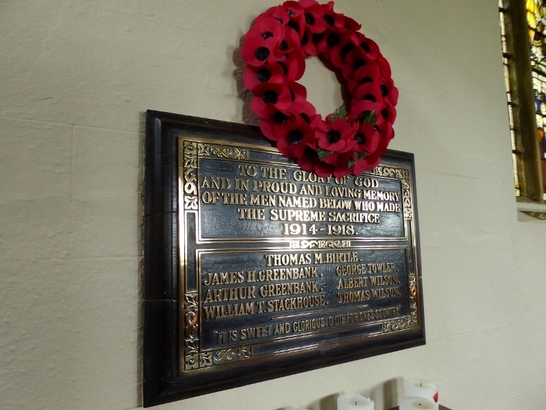 TO THE GLORY OF GOD
AND IN PROUD AND LOVING MEMORY
OF THE MEN NAMED BELOW WHO MADE
THE SUPREME SACRIFICE
1914-1918.
THOMAS M. BIRTLE.
JAMES H. GREENBANK. GEORGE TOWLER.
ARTHUR GREENBANK. ALBERT WILSON.
WILLIAM T. STACKHOUSE. THOMAS WILSON.
"IT IS SWEET AND GLORIOUS TO DIE FOR ONE'S COUNTRY"